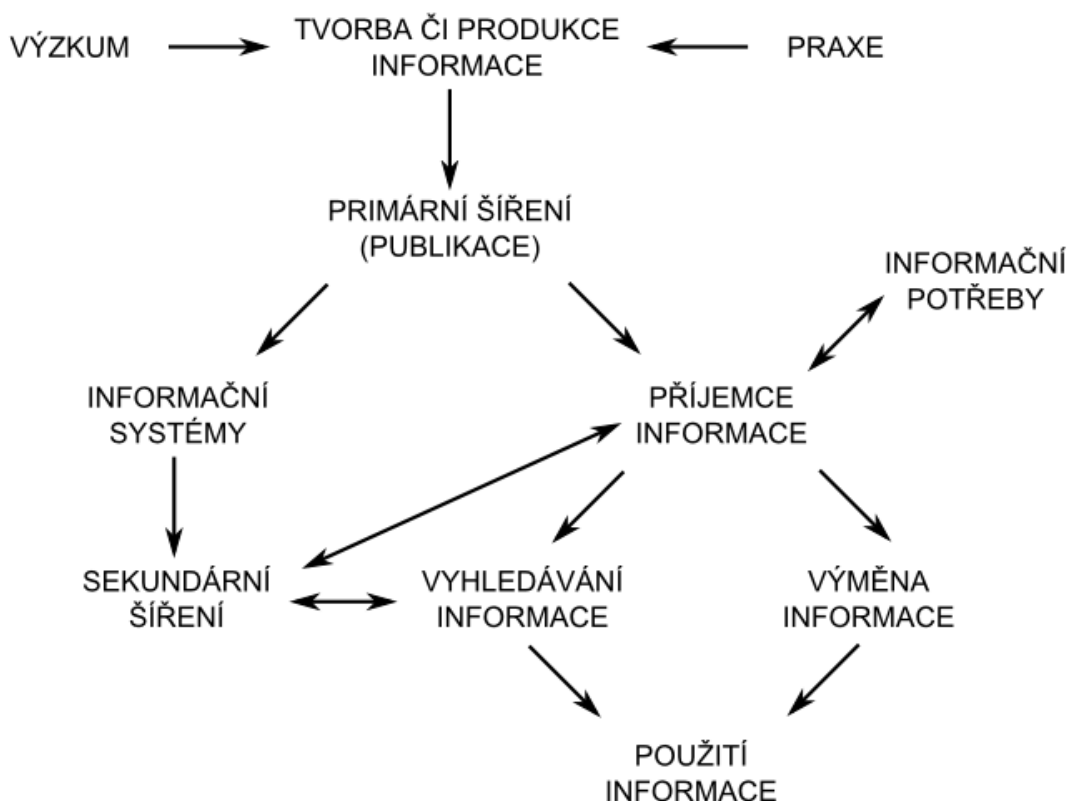 VÝZKUM
TVORBA ČI PRODUKCE
INFORMACE
PRAXE
PRIMÁRNÍ ŠÍŘENÍ
(PUBLIKACE)
INFORMAČNÍ
POTŘEBY
INFORMAČNÍ
SYSTÉMY
PŘÍJEMCE
INFORMACE
SEKUNDÁRNÍ
ŠÍŘENÍ
VYHLEDÁVÁNÍ
INFORMACE
VÝMĚNA
INFORMACE
POUŽITÍ
INFORMACE